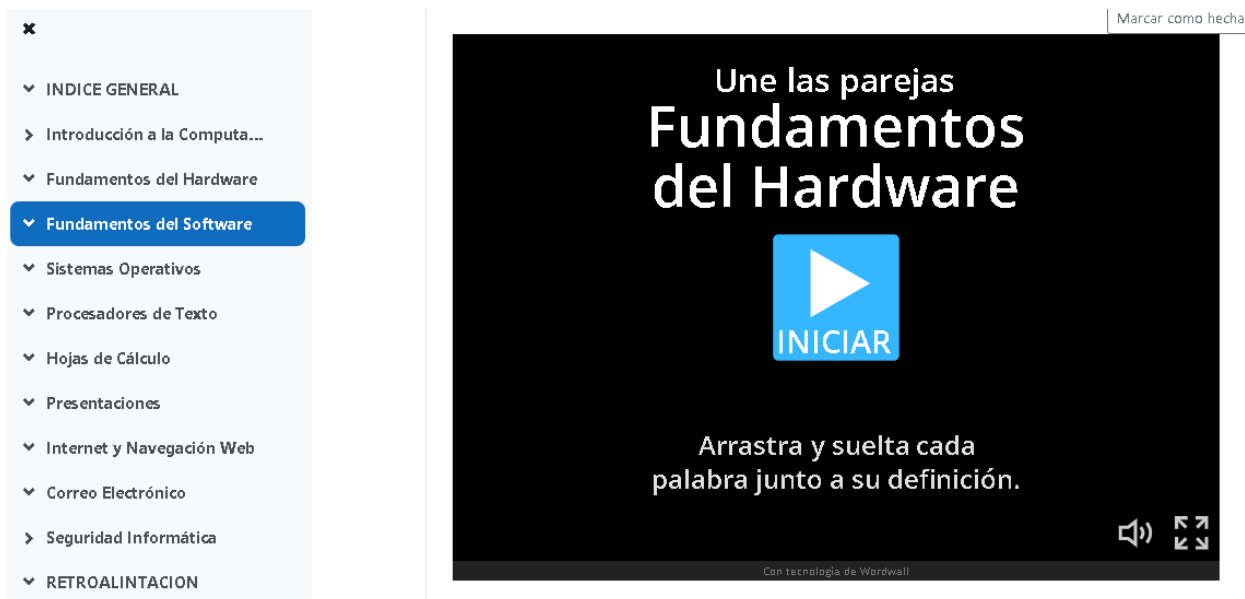 Marcar como hecha
INDICE GENERAL
Introducción a la Computa...
Fundamentos del Hardware
Fundamentos del Software
Sistemas Operativos
Procesadores de Texto
Hojas de Cálculo
Presentaciones
Internet y Navegación Web
Correo Electrónico
Seguridad Informática
RETROALINTACION
Une las parejas
Fundamentos
del Hardware
INICIAR
Arrastra y suelta cada
palabra junto a su definición.
Con tecnología de Wordwall